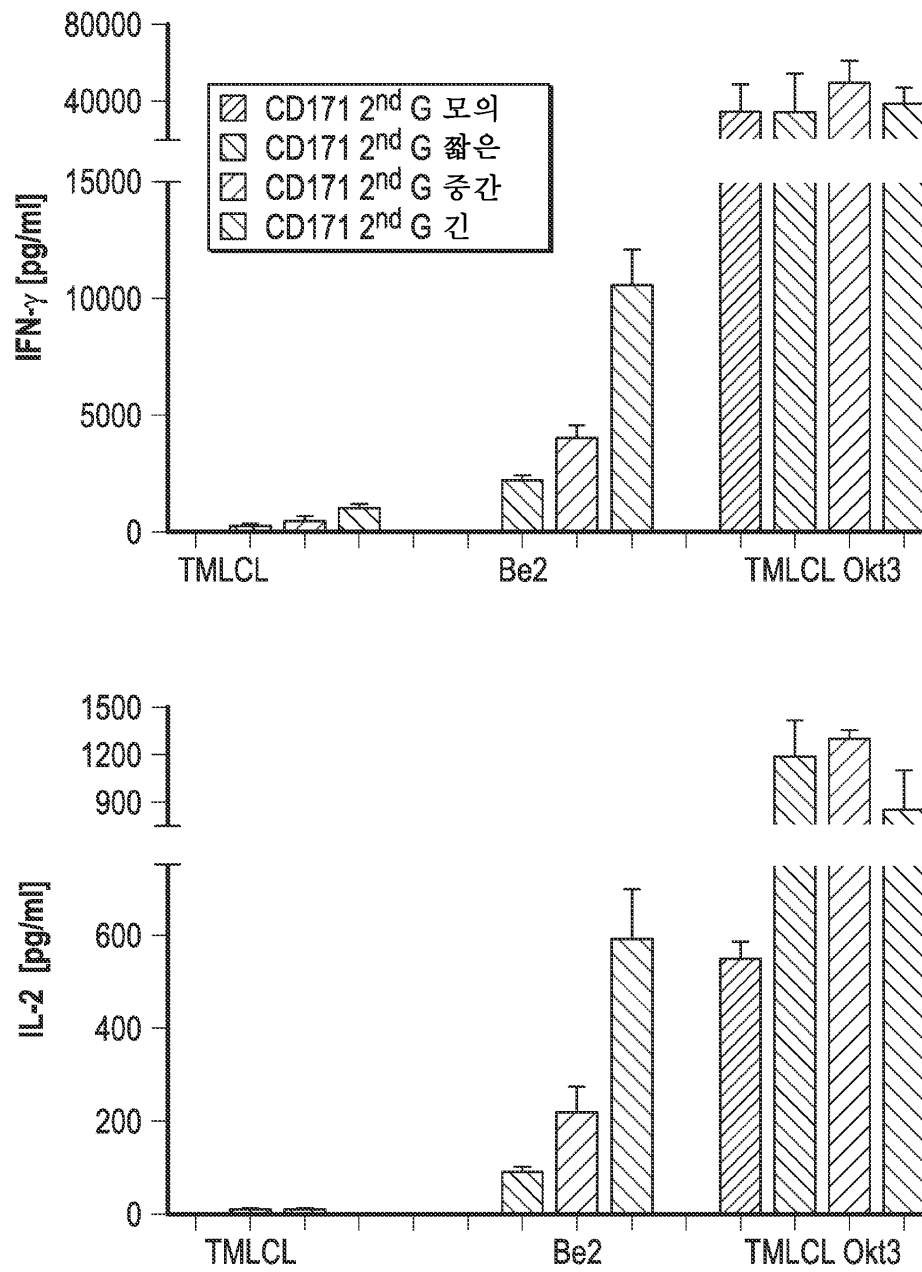 80000
40000
15000
10000
5000
0
IFN-γ [pg/ml]
CD171 2nd G 모의
CD171 2nd G 짧은
CD171 2nd G 중간
CD171 2nd G 긴
TMLCL
Be2
TMLCL Okt3
1500
1200
900
600
400
200
0
IL-2 [pg/ml]
TMLCL
Be2
TMLCL Okt3